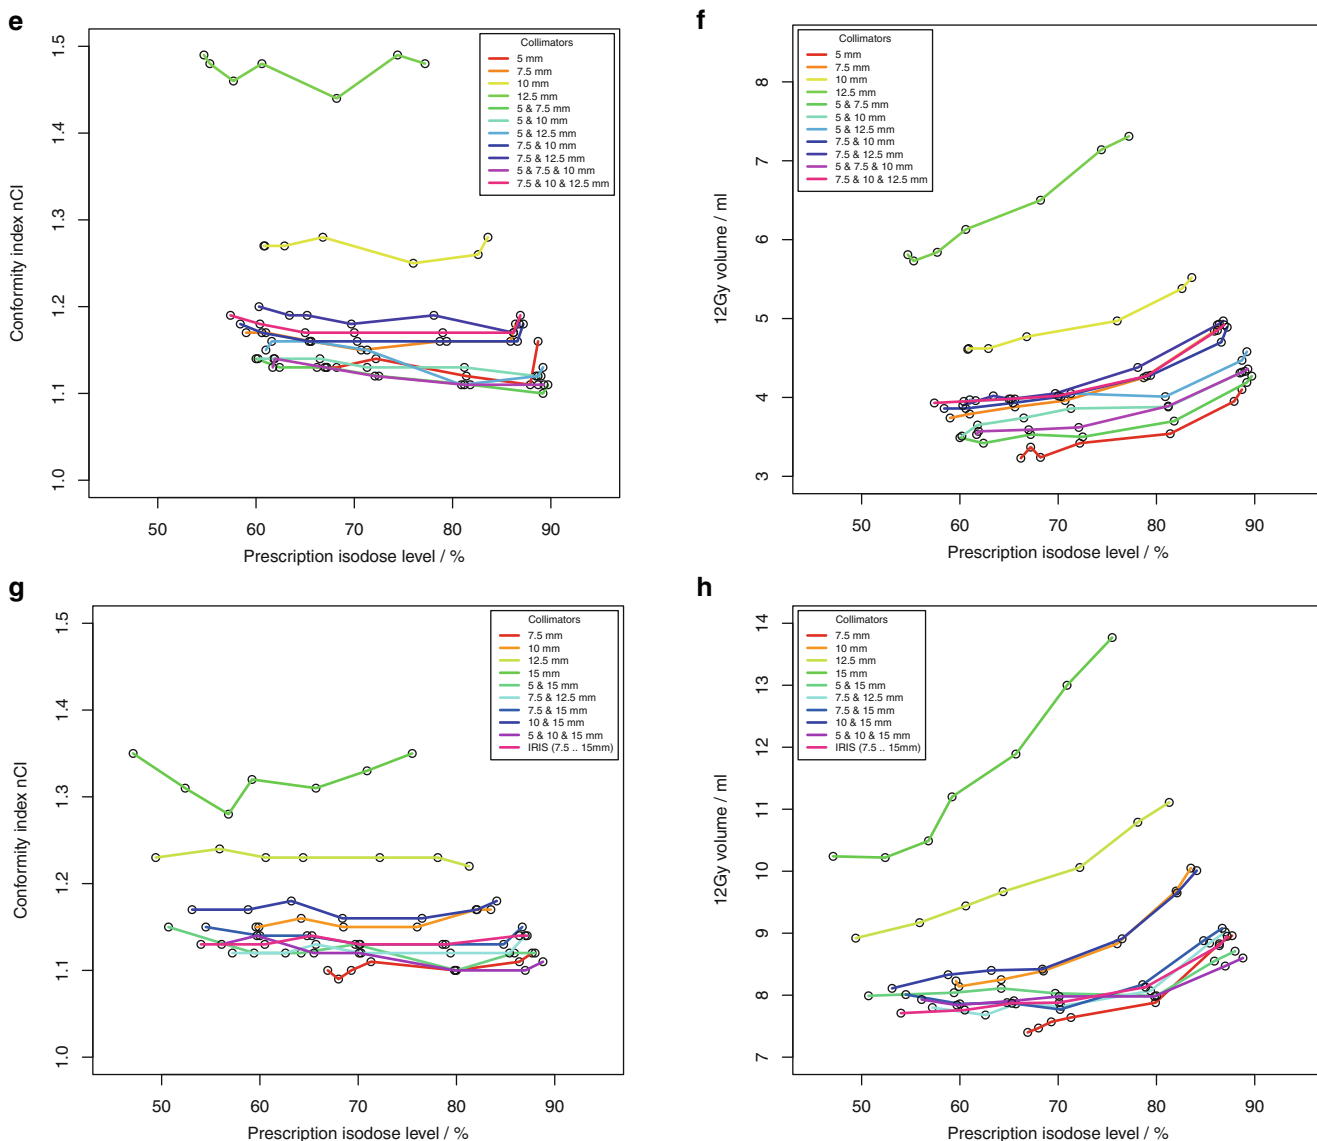 e
Conformity index nCI
1.5
1.4
1.3
1.2
1.1
1.0
Collimators
5 mm
7.5 mm
10 mm
12.5 mm
5 & 7.5 mm
5 & 10 mm
5 & 12.5 mm
7.5 & 10 mm
7.5 & 12.5 mm
5 & 7.5 & 10 mm
7.5 & 10 & 12.5 mm
50 60 70 80 90
Prescription isodose level / %
f
12Gy volume / ml
8
7
6
5
4
3
Collimators
5 mm
7.5 mm
10 mm
12.5 mm
5 & 7.5 mm
5 & 10 mm
5 & 12.5 mm
7.5 & 10 mm
7.5 & 12.5 mm
5 & 7.5 & 10 mm
7.5 & 10 & 12.5 mm
50 60 70 80 90
Prescription isodose level / %
g
Conformity index nCI
1.5
1.4
1.3
1.2
1.1
1.0
Collimators
7.5 mm
10 mm
12.5 mm
15 mm
5 & 15 mm
7.5 & 12.5 mm
7.5 & 15 mm
10 & 15 mm
5 & 10 & 15 mm
IRIS (7.5 .. 15mm)
50 60 70 80 90
Prescription isodose level / %
h
12Gy volume / ml
14
13
12
11
10
9
8
7
Collimators
7.5 mm
10 mm
12.5 mm
15 mm
5 & 15 mm
7.5 & 12.5 mm
7.5 & 15 mm
10 & 15 mm
5 & 10 & 15 mm
IRIS (7.5 .. 15mm)
50 60 70 80 90
Prescription isodose level / %